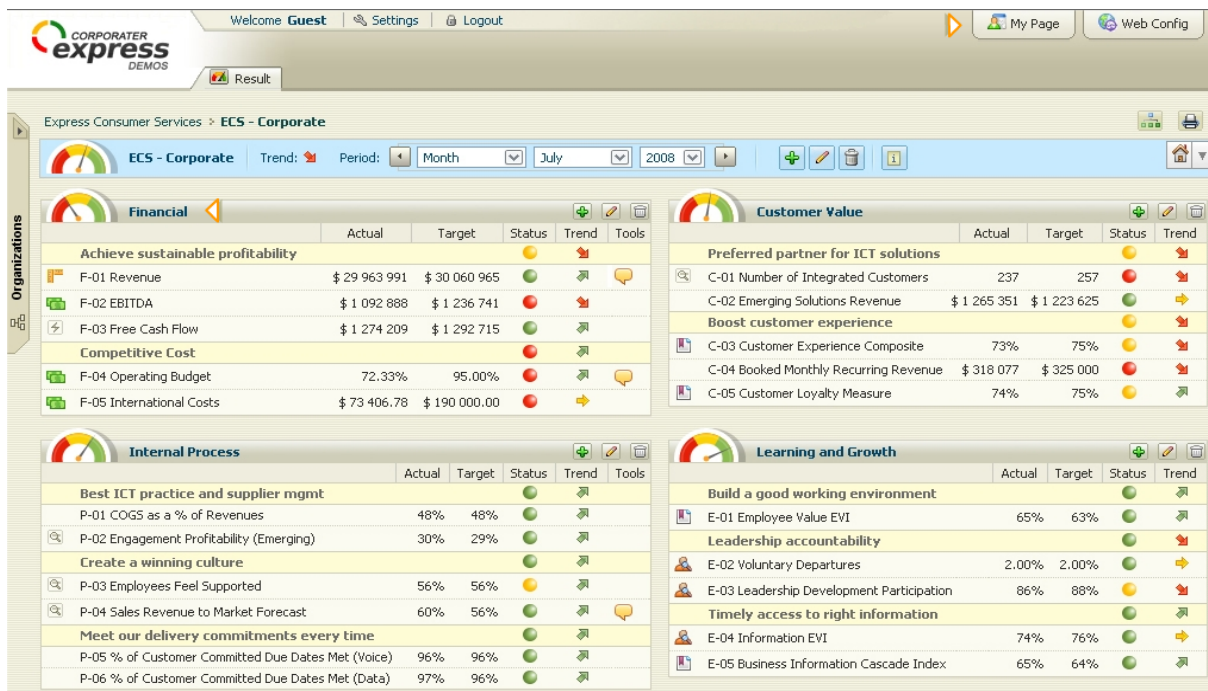 Welcome Guest Settings Logout My Page Web Config
CORPORATER
express
DEMOS
Result
Express Consumer Services > ECS - Corporate
ECS - Corporate Trend: Period: Month July 2008
Organizations
Financial
Actual Target Status Trend Tools
Achieve sustainable profitability
F-01 Revenue $ 29 963 991 $ 30 060 965
F-02 EBITDA $ 1 092 888 $ 1 236 741
F-03 Free Cash Flow $ 1 274 209 $ 1 292 715
Competitive Cost
F-04 Operating Budget 72.33% 95.00%
F-05 International Costs $ 73 406.78 $ 190 000.00
Customer Value
Actual Target Status Trend
Preferred partner for ICT solutions
C-01 Number of Integrated Customers 237 257
C-02 Emerging Solutions Revenue $ 1 265 351 $ 1 223 625
Boost customer experience
C-03 Customer Experience Composite 73% 75%
C-04 Booked Monthly Recurring Revenue $ 318 077 $ 325 000
C-05 Customer Loyalty Measure 74% 75%
Internal Process
Actual Target Status Trend Tools
Best ICT practice and supplier mgmt
P-01 COGS as a % of Revenues 48% 48%
P-02 Engagement Profitability (Emerging) 30% 29%
Create a winning culture
P-03 Employees Feel Supported 56% 56%
P-04 Sales Revenue to Market Forecast 60% 56%
Meet our delivery commitments every time
P-05 % of Customer Committed Due Dates Met (Voice) 96% 96%
P-06 % of Customer Committed Due Dates Met (Data) 97% 96%
Learning and Growth
Actual Target Status Trend
Build a good working environment
E-01 Employee Value EVI 65% 63%
Leadership accountability
E-02 Voluntary Departures 2.00% 2.00%
E-03 Leadership Development Participation 86% 88%
Timely access to right information
E-04 Information EVI 74% 76%
E-05 Business Information Cascade Index 65% 64%